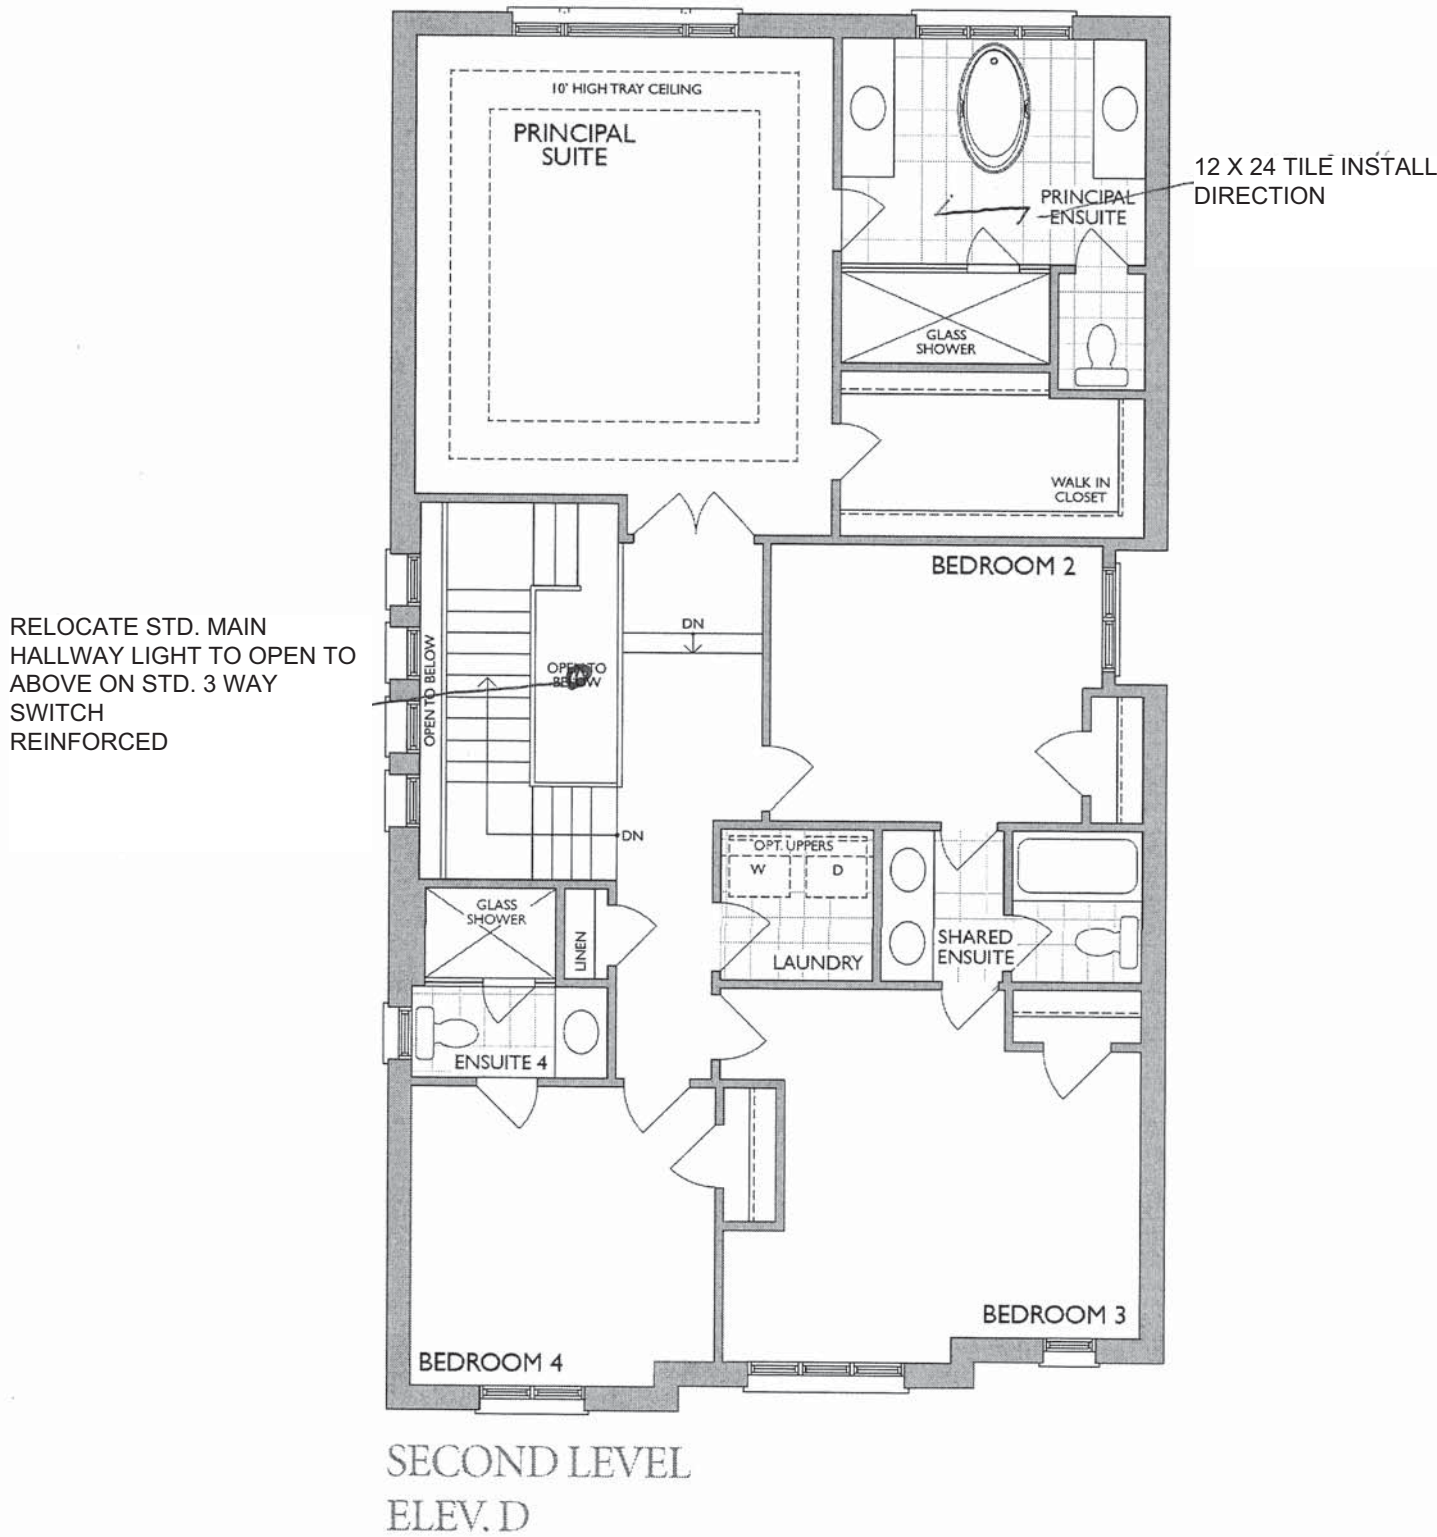 10' HIGH TRAY CEILING
PRINCIPAL
SUITE
12 X 24 TILE INSTALL
DIRECTION
PRINCIPAL
ENSUITE
GLASS
SHOWER
WALK IN
CLOSET
BEDROOM 2
DN
RELOCATE STD. MAIN
HALLWAY LIGHT TO OPEN TO
ABOVE ON STD. 3 WAY
SWITCH
REINFORCED
OPEN TO BELOW
OPEN TO
BELOW
DN
OPT. UPPERS
W D
GLASS
SHOWER
LINEN
LAUNDRY
SHARED
ENSUITE
ENSUITE 4
BEDROOM 3
BEDROOM 4
SECOND LEVEL
ELEV. D